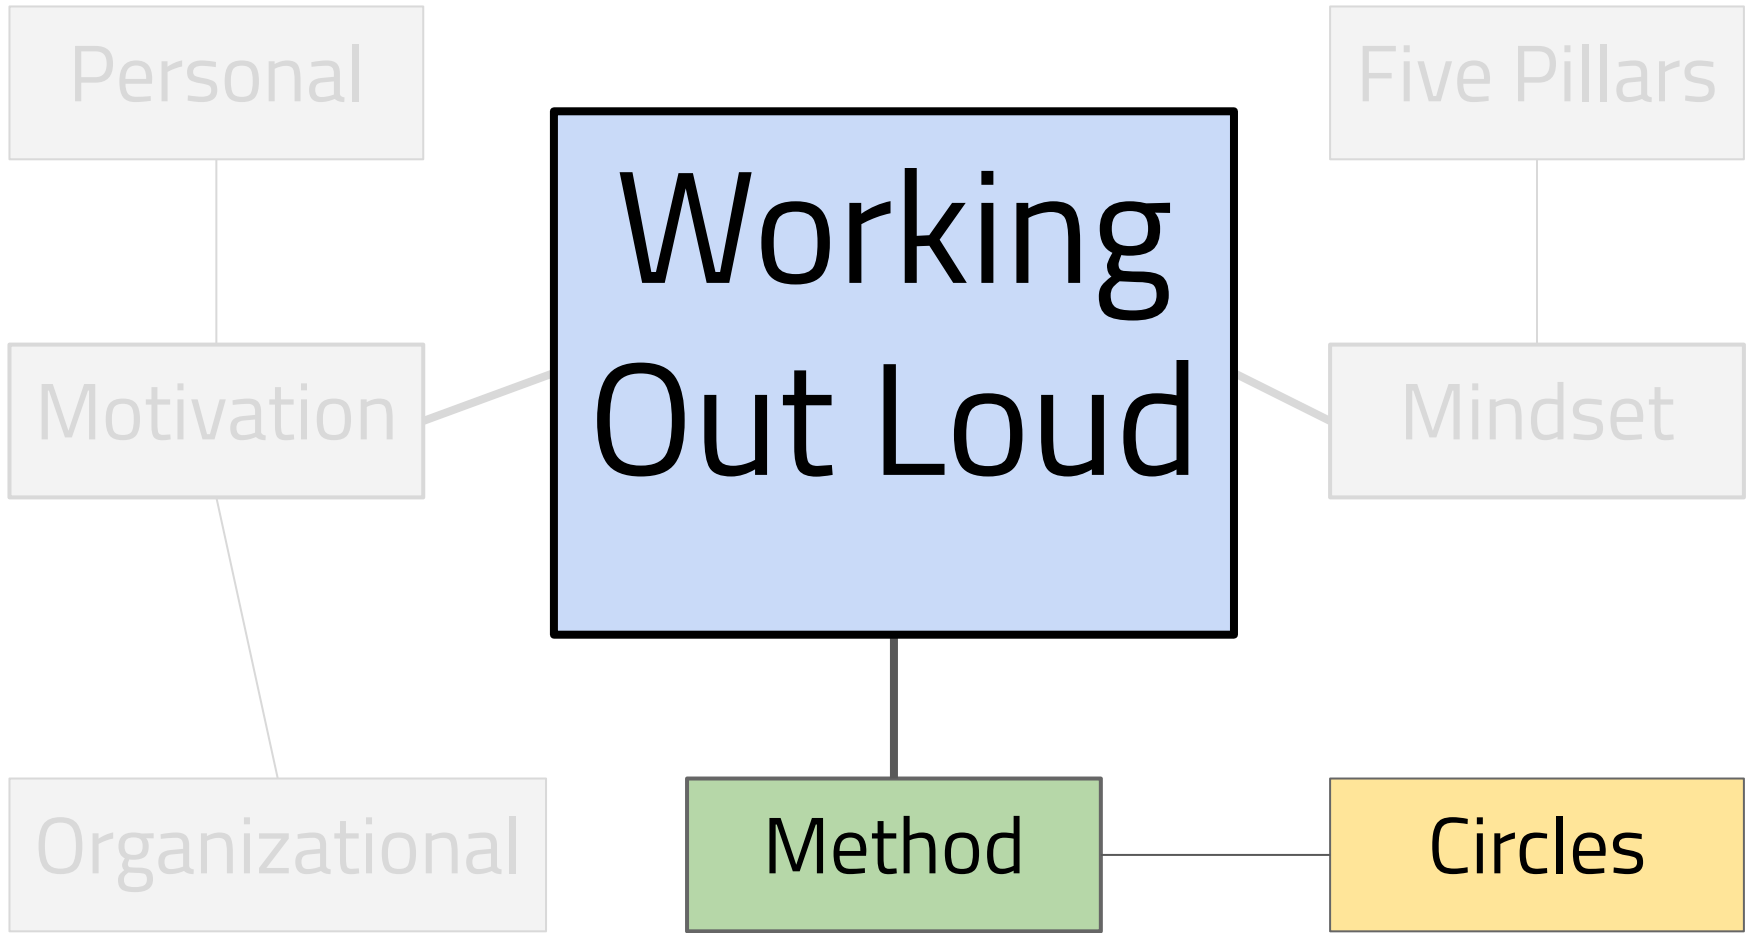 Personal
Five Pillars
Working
Out Loud
Motivation
Mindset
Organizational
Method
Circles